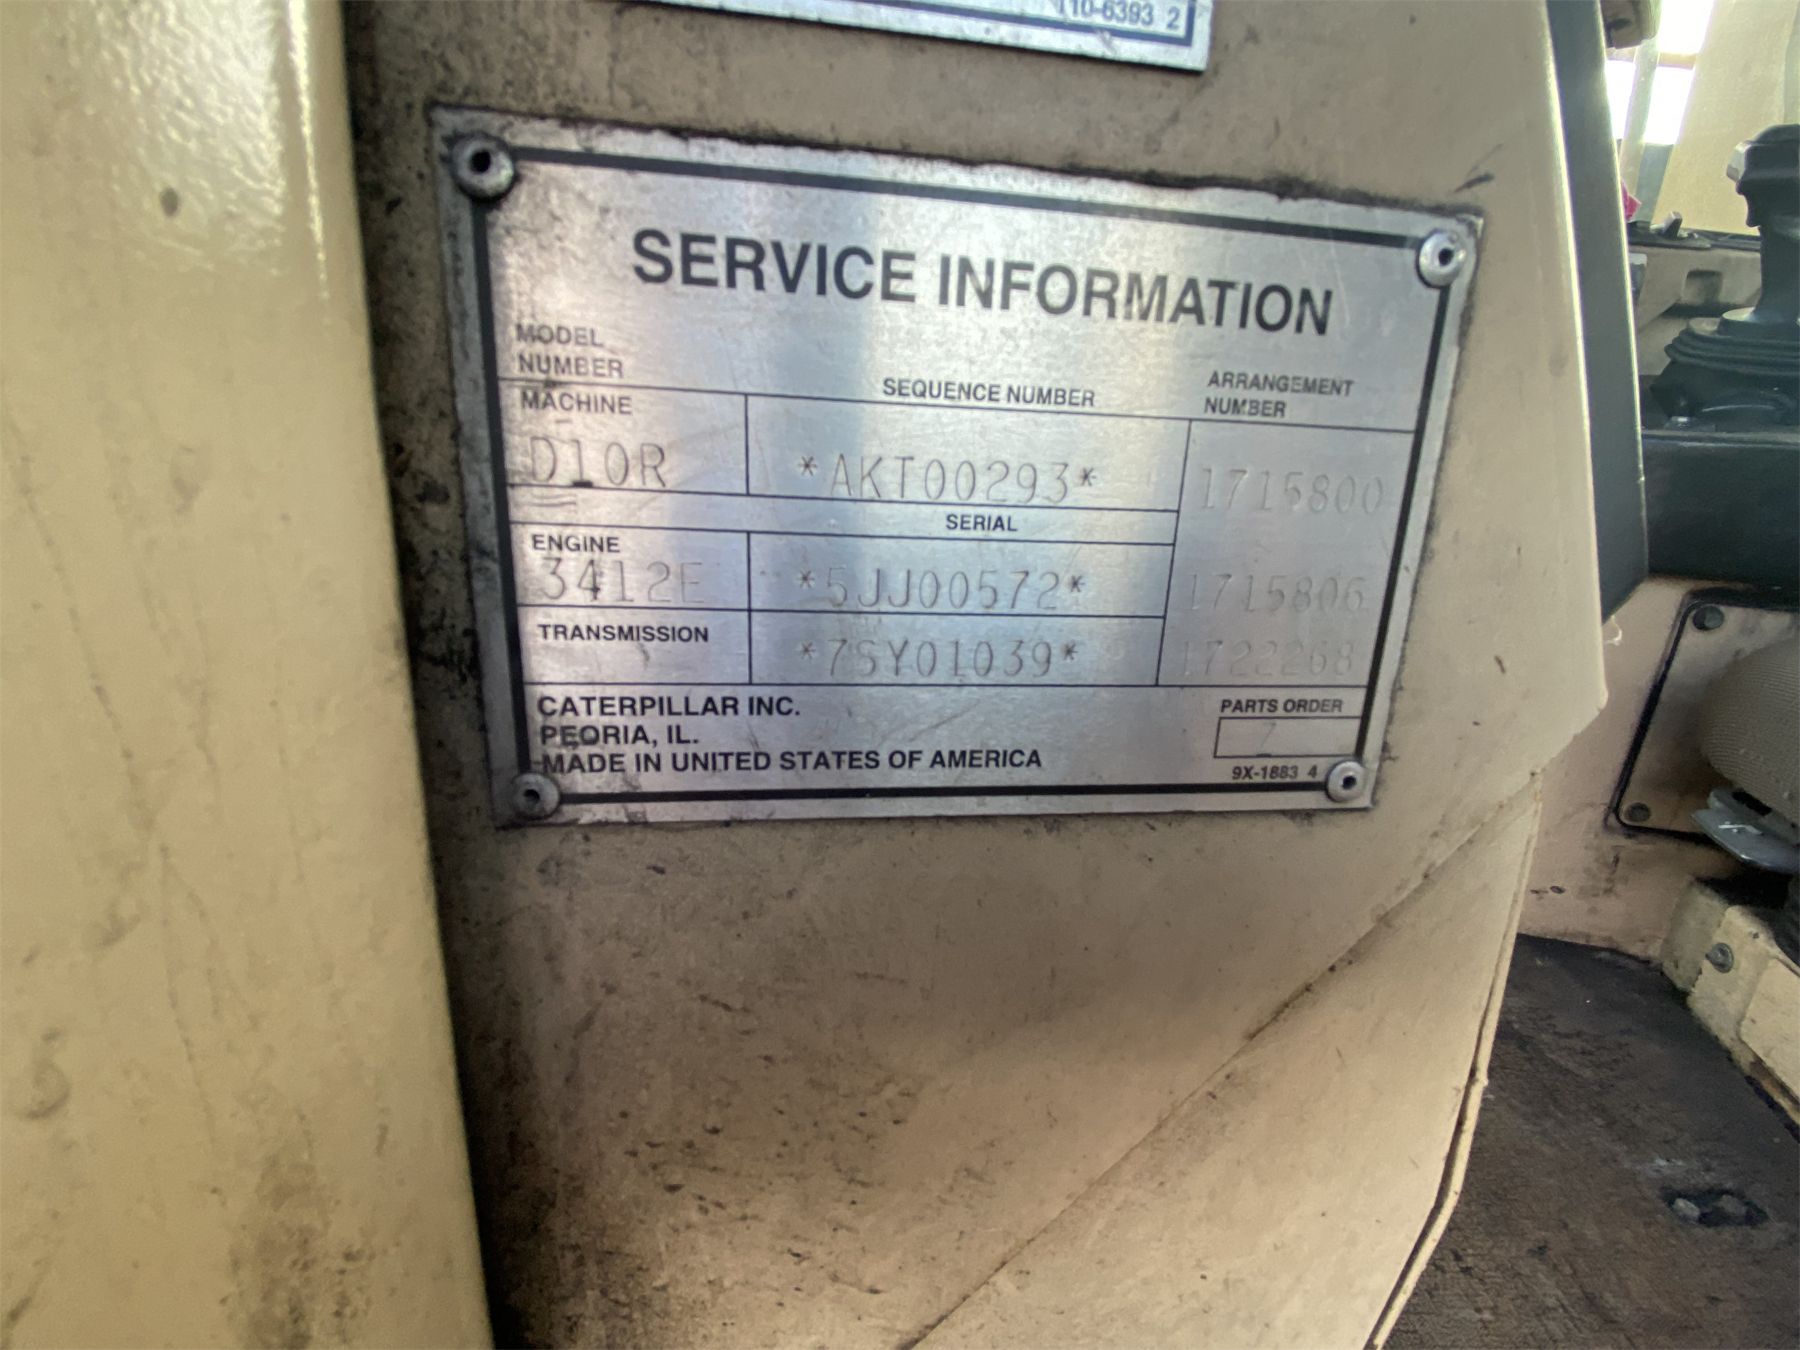 110-6393 2
SERVICE INFORMATION
MODEL
NUMBER
SEQUENCE NUMBER
ARRANGEMENT
NUMBER
MACHINE
D10R
*AKT00293*
1715800
SERIAL
ENGINE
3412E
*5JJ00572*
1715806
TRANSMISSION
*7SY01039*
1722268
CATERPILLAR INC.
PEORIA, IL.
MADE IN UNITED STATES OF AMERICA
PARTS ORDER
9X-1883 4